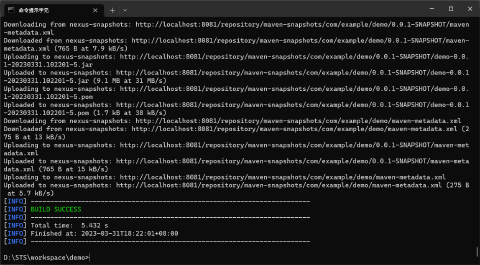 命令提示字元
Downloading from nexus-snapshots: http://localhost:8081/repository/maven-snapshots/com/example/demo/0.0.1-SNAPSHOT/maven
-metadata.xml
Downloaded from nexus-snapshots: http://localhost:8081/repository/maven-snapshots/com/example/demo/0.0.1-SNAPSHOT/maven-
metadata.xml (765 B at 7.9 kB/s)
Uploading to nexus-snapshots: http://localhost:8081/repository/maven-snapshots/com/example/demo/0.0.1-SNAPSHOT/demo-0.0.
1-20230331.102201-5.jar
Uploaded to nexus-snapshots: http://localhost:8081/repository/maven-snapshots/com/example/demo/0.0.1-SNAPSHOT/demo-0.0.1
-20230331.102201-5.jar (9.1 MB at 31 MB/s)
Uploading to nexus-snapshots: http://localhost:8081/repository/maven-snapshots/com/example/demo/0.0.1-SNAPSHOT/demo-0.0.
1-20230331.102201-5.pom
Uploaded to nexus-snapshots: http://localhost:8081/repository/maven-snapshots/com/example/demo/0.0.1-SNAPSHOT/demo-0.0.1
-20230331.102201-5.pom (1.7 kB at 38 kB/s)
Downloading from nexus-snapshots: http://localhost:8081/repository/maven-snapshots/com/example/demo/maven-metadata.xml
Downloaded from nexus-snapshots: http://localhost:8081/repository/maven-snapshots/com/example/demo/maven-metadata.xml (2
75 B at 13 kB/s)
Uploading to nexus-snapshots: http://localhost:8081/repository/maven-snapshots/com/example/demo/0.0.1-SNAPSHOT/maven-met
adata.xml
Uploaded to nexus-snapshots: http://localhost:8081/repository/maven-snapshots/com/example/demo/0.0.1-SNAPSHOT/maven-meta
data.xml (765 B at 15 kB/s)
Uploading to nexus-snapshots: http://localhost:8081/repository/maven-snapshots/com/example/demo/maven-metadata.xml
Uploaded to nexus-snapshots: http://localhost:8081/repository/maven-snapshots/com/example/demo/maven-metadata.xml (275 B
at 5.7 kB/s)
[INFO] ------------------------------------------------------------------------
[INFO] BUILD SUCCESS
[INFO] ------------------------------------------------------------------------
[INFO] Total time:  5.432 s
[INFO] Finished at: 2023-03-31T18:22:01+08:00
[INFO] ------------------------------------------------------------------------
D:\STS\workspace\demo>